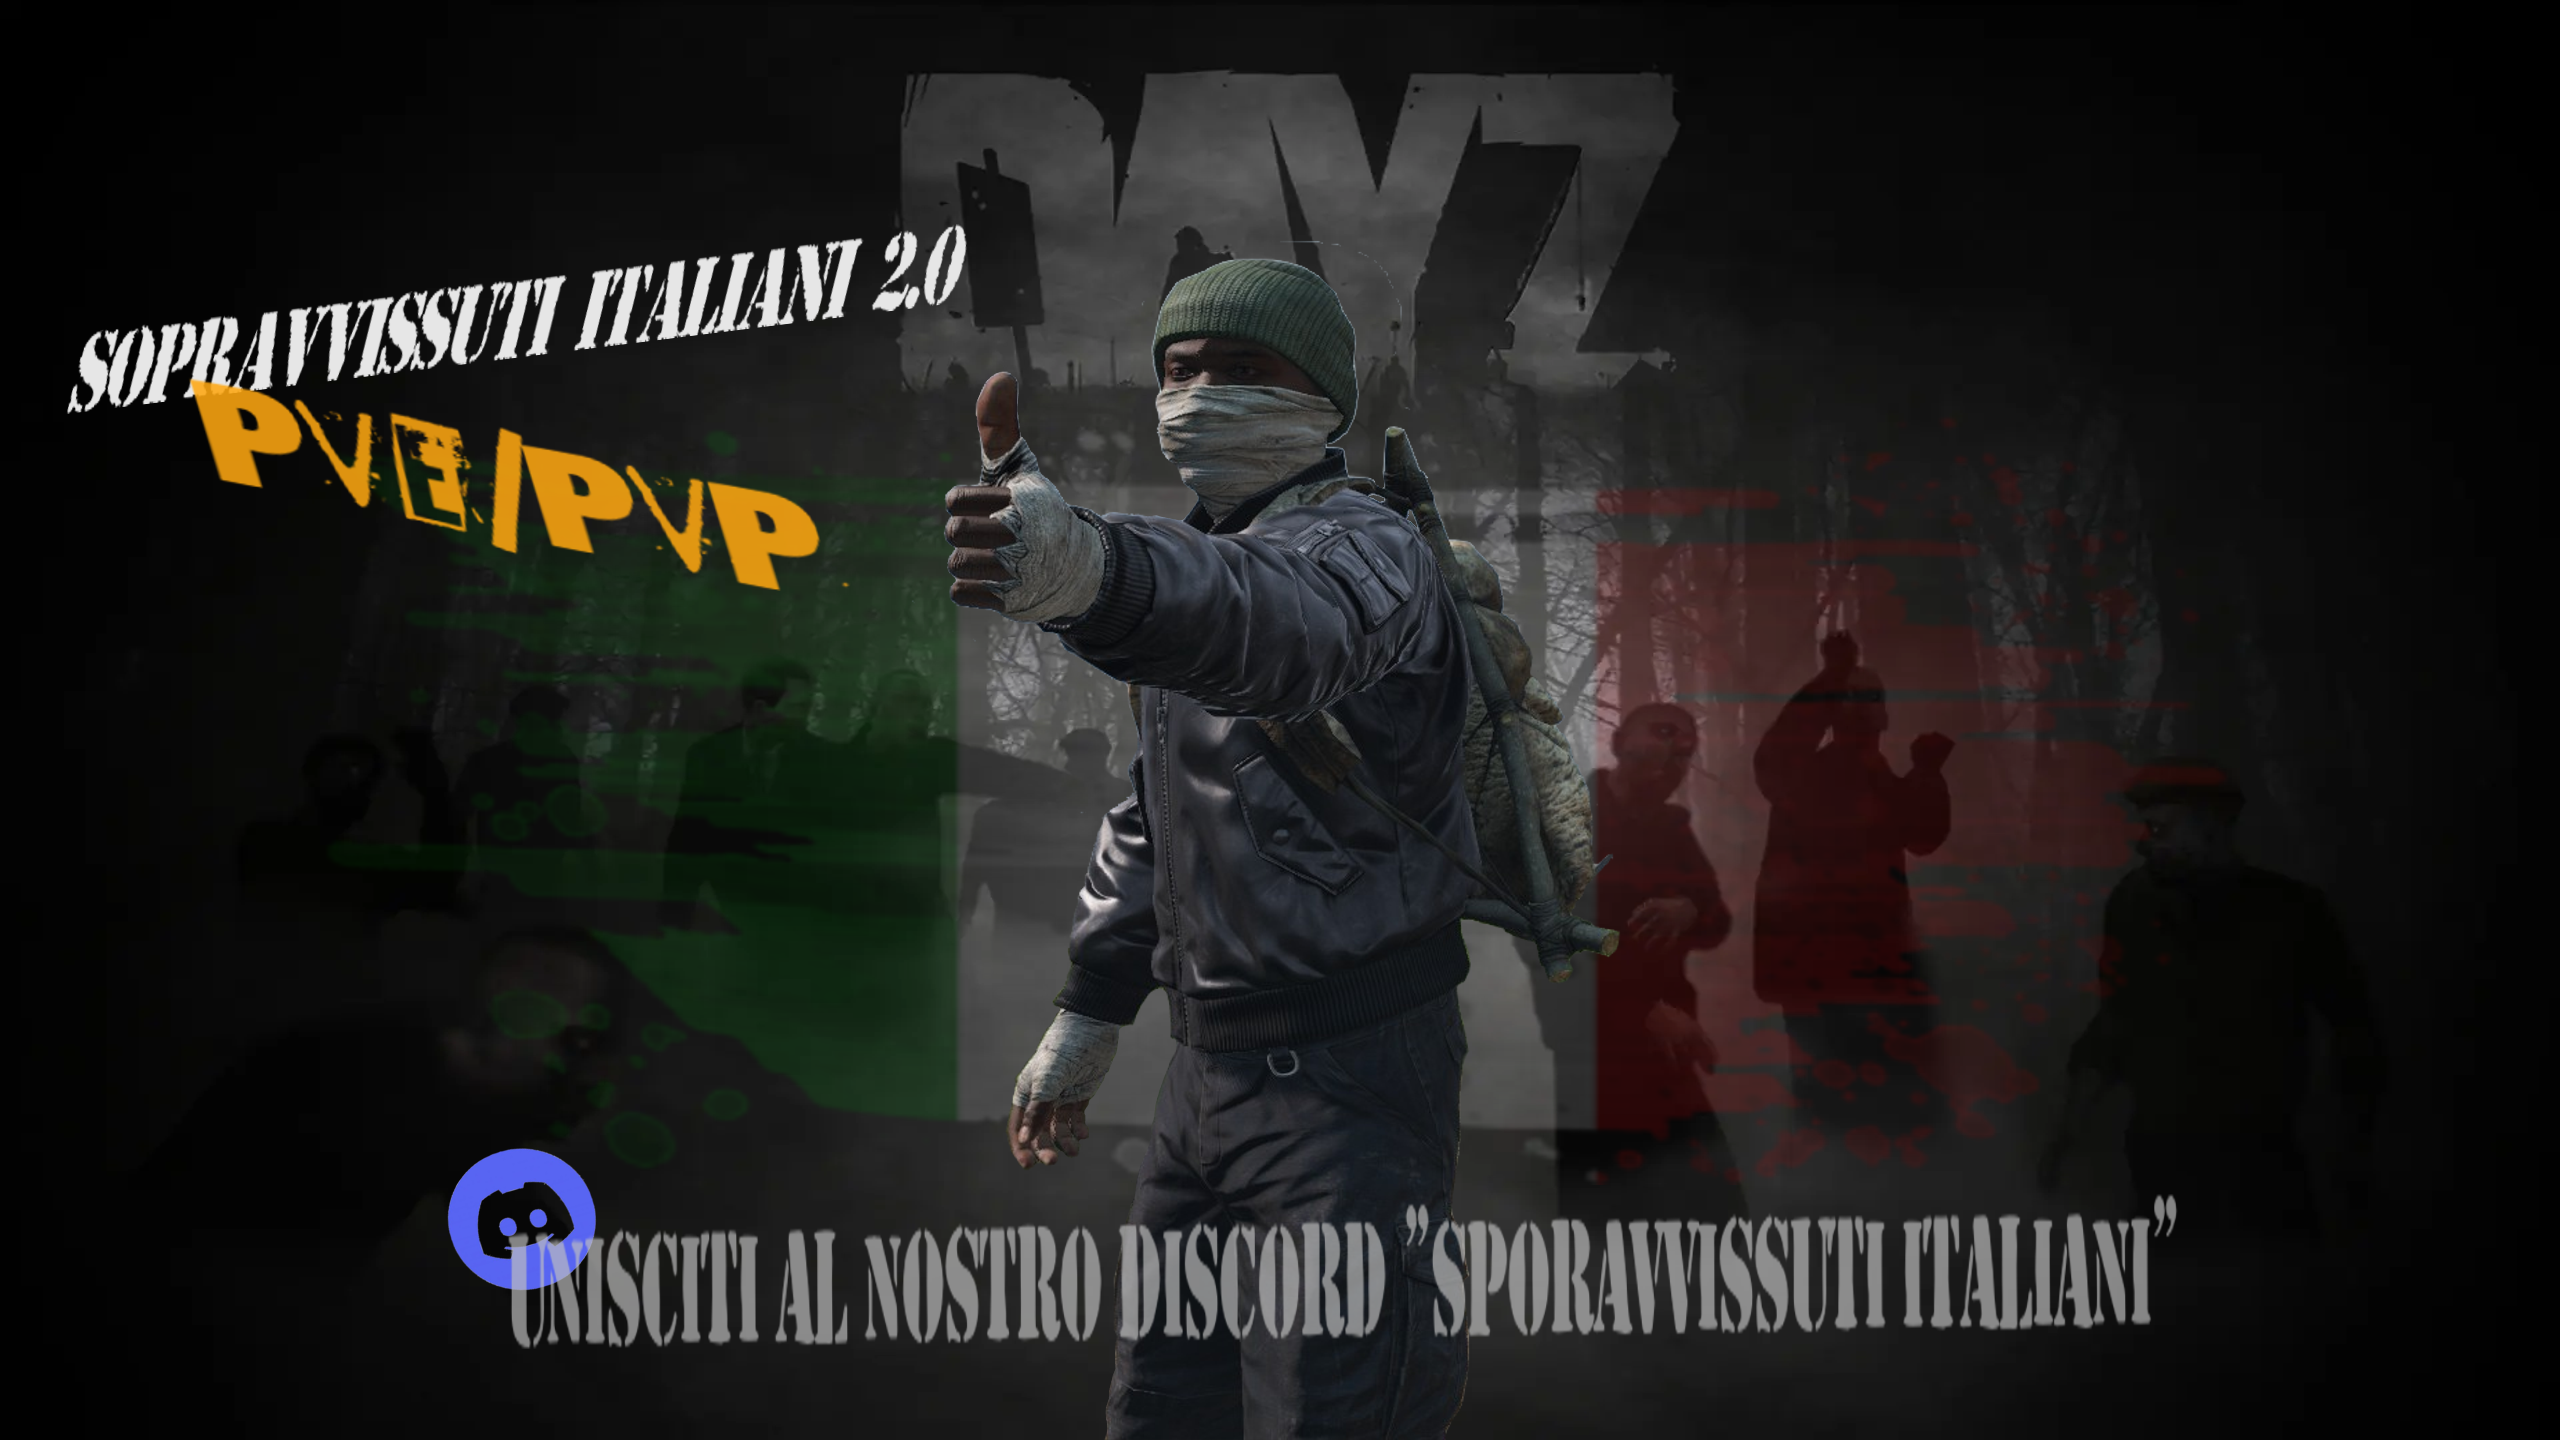 DAYZ
SOPRAVVISSUTI ITALIANI 2.0
PVE/PVP
UNISCITI AL NOSTRO DISCORD "SPORAVVISSUTI ITALIANI"